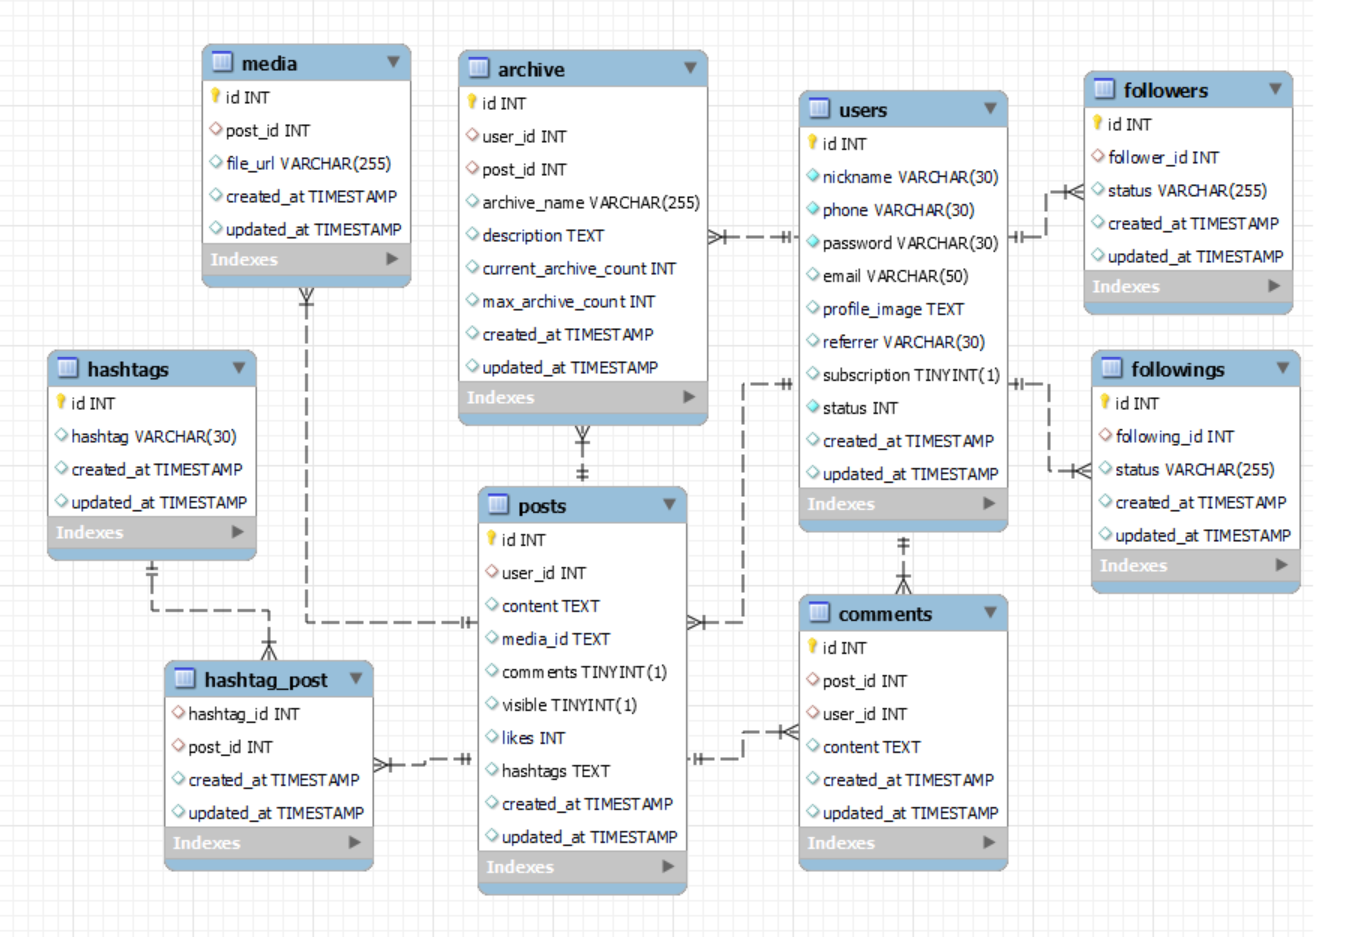 media
id INT
post_id INT
file_url VARCHAR(255)
created_at TIMESTAMP
updated_at TIMESTAMP
Indexes
archive
id INT
user_id INT
post_id INT
archive_name VARCHAR(255)
description TEXT
current_archive_count INT
max_archive_count INT
created_at TIMESTAMP
updated_at TIMESTAMP
Indexes
users
id INT
nickname VARCHAR(30)
phone VARCHAR(30)
password VARCHAR(30)
email VARCHAR(50)
profile_image TEXT
referrer VARCHAR(30)
subscription TINYINT(1)
status INT
created_at TIMESTAMP
updated_at TIMESTAMP
Indexes
followers
id INT
follower_id INT
status VARCHAR(255)
created_at TIMESTAMP
updated_at TIMESTAMP
Indexes
hashtags
id INT
hashtag VARCHAR(30)
created_at TIMESTAMP
updated_at TIMESTAMP
Indexes
followings
id INT
following_id INT
status VARCHAR(255)
created_at TIMESTAMP
updated_at TIMESTAMP
Indexes
posts
id INT
user_id INT
content TEXT
media_id TEXT
comments TINYINT(1)
visible TINYINT(1)
likes INT
hashtags TEXT
created_at TIMESTAMP
updated_at TIMESTAMP
Indexes
comments
id INT
post_id INT
user_id INT
content TEXT
created_at TIMESTAMP
updated_at TIMESTAMP
Indexes
hashtag_post
hashtag_id INT
post_id INT
created_at TIMESTAMP
updated_at TIMESTAMP
Indexes